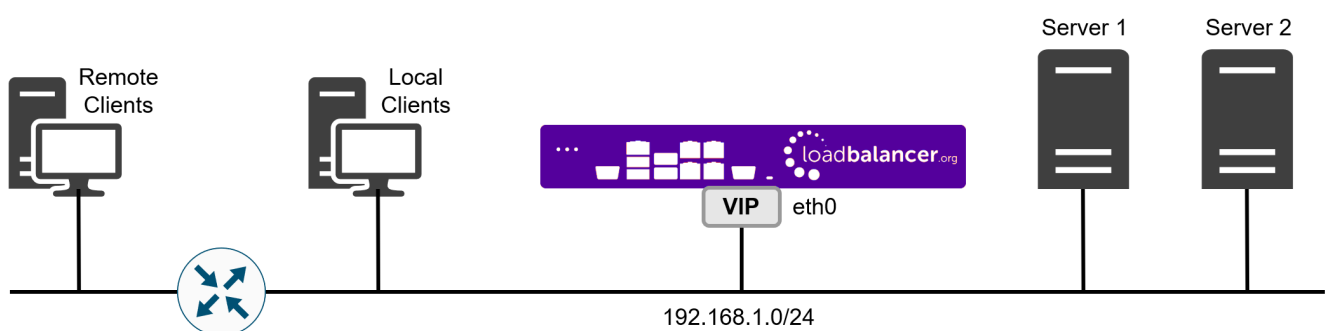 Remote
Clients
Local
Clients
loadbalancer.org
VIP
eth0
Server 1
Server 2
192.168.1.0/24